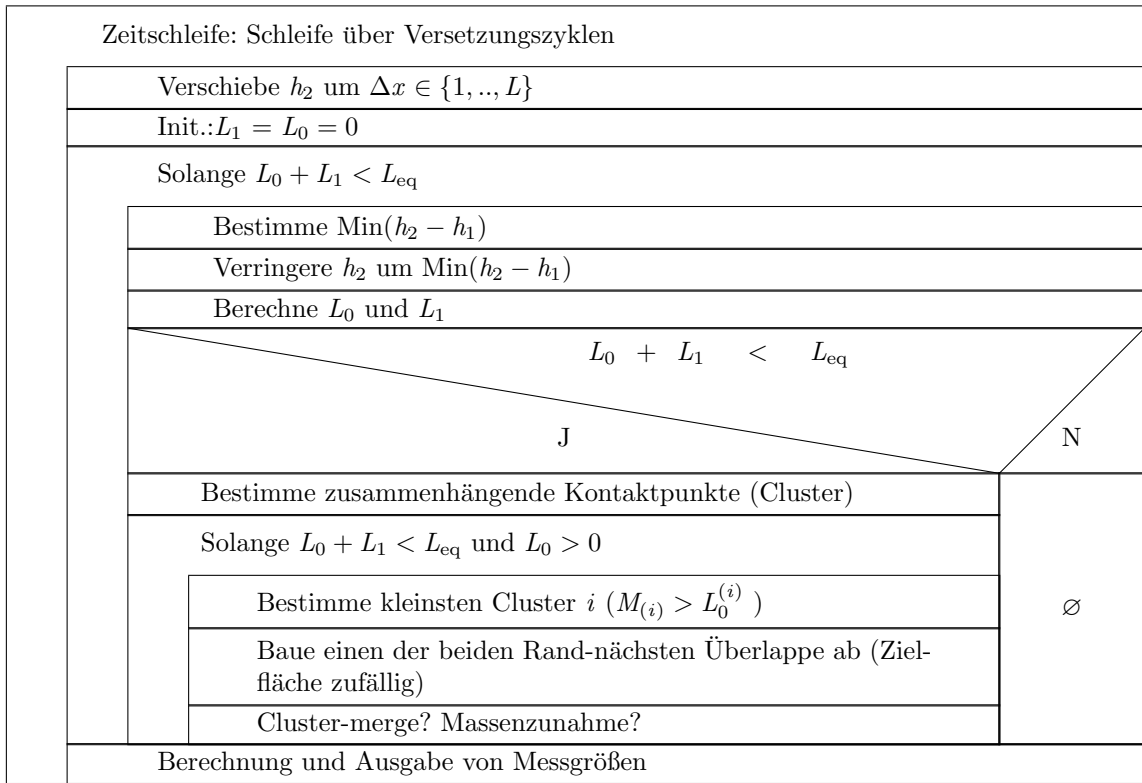 Zeitschleife: Schleife über Versetzungszyklen
Verschiebe h₂ um Δx ∈ {1, .., L}
Init.:L₁ = L₀ = 0
Solange L₀ + L₁ < L_eq
Bestimme Min(h₂ − h₁)
Verringere h₂ um Min(h₂ − h₁)
Berechne L₀ und L₁
L₀ + L₁ < L_eq
J N
Bestimme zusammenhängende Kontaktpunkte (Cluster)
Solange L₀ + L₁ < L_eq und L₀ > 0
Bestimme kleinsten Cluster i (M_(i) > L₀^(i) )
∅
Baue einen der beiden Rand-nächsten Überlappe ab (Ziel-
fläche zufällig)
Cluster-merge? Massenzunahme?
Berechnung und Ausgabe von Messgrößen